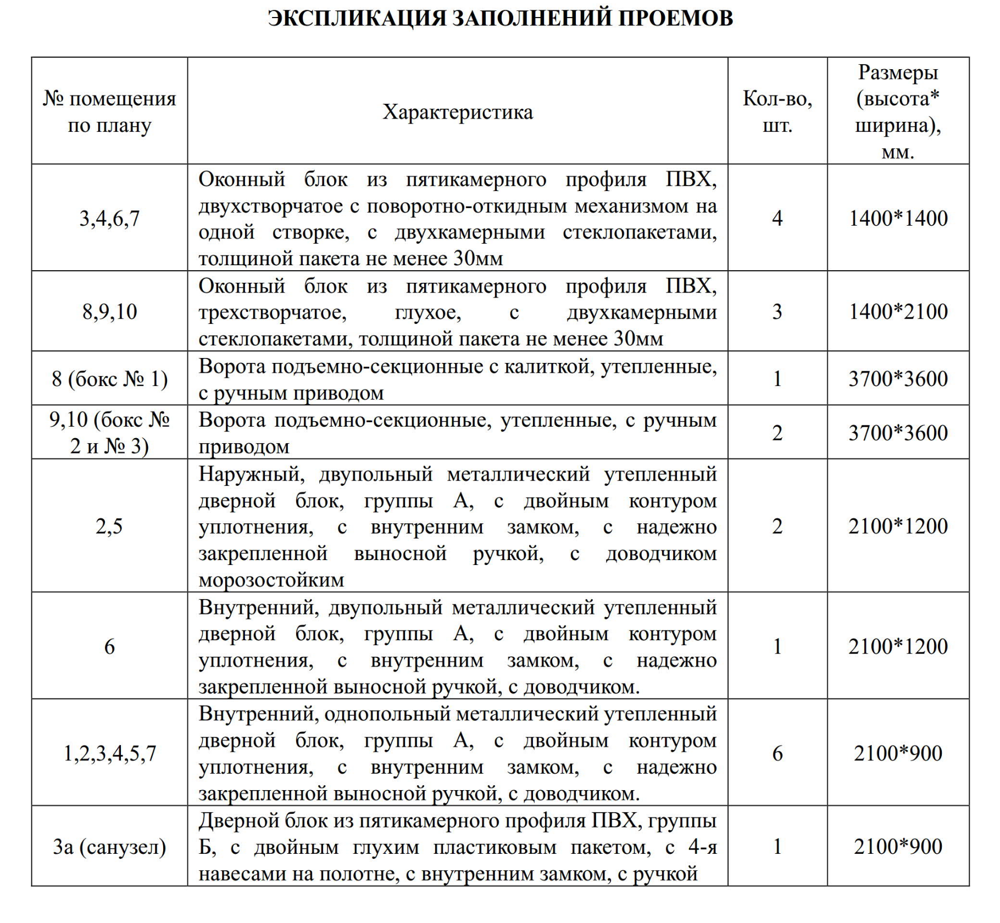 ЭКСПЛИКАЦИЯ ЗАПОЛНЕНИЙ ПРОЕМОВ
№ помещения
по плану
Характеристика
Кол-во,
шт.
Размеры
(высота*
ширина),
мм.
3,4,6,7
Оконный блок из пятикамерного профиля ПВХ,
двухстворчатое с поворотно-откидным механизмом на
одной створке, с двухкамерными стеклопакетами,
толщиной пакета не менее 30мм
4
1400*1400
8,9,10
Оконный блок из пятикамерного профиля ПВХ,
трехстворчатое, глухое, с двухкамерными
стеклопакетами, толщиной пакета не менее 30мм
3
1400*2100
8 (бокс № 1)
Ворота подъемно-секционные с калиткой, утепленные,
с ручным приводом
1
3700*3600
9,10 (бокс №
2 и № 3)
Ворота подъемно-секционные, утепленные, с ручным
приводом
2
3700*3600
2,5
Наружный, двупольный металлический утепленный
дверной блок, группы А, с двойным контуром
уплотнения, с внутренним замком, с надежно
закрепленной выносной ручкой, с доводчиком
морозостойким
2
2100*1200
6
Внутренний, двупольный металлический утепленный
дверной блок, группы А, с двойным контуром
уплотнения, с внутренним замком, с надежно
закрепленной выносной ручкой, с доводчиком.
1
2100*1200
1,2,3,4,5,7
Внутренний, однопольный металлический утепленный
дверной блок, группы А, с двойным контуром
уплотнения, с внутренним замком, с надежно
закрепленной выносной ручкой, с доводчиком.
6
2100*900
3а (санузел)
Дверной блок из пятикамерного профиля ПВХ, группы
Б, с двойным глухим пластиковым пакетом, с 4-я
навесами на полотне, с внутренним замком, с ручкой
1
2100*900